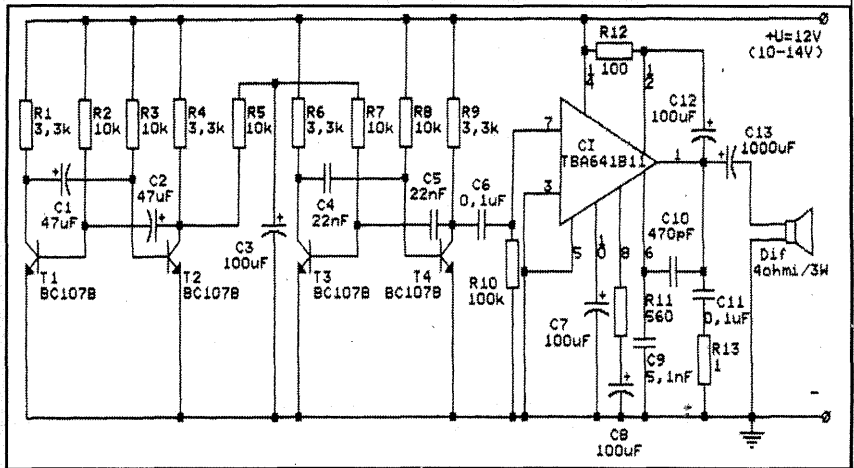 +U=12V
(10-14V)
R12
100
1
4
1
2
C12
100uF
C13
1000uF
R1
3,3k
R2
10k
R3
10k
R4
3,3k
R5
10k
R6
3,3k
R7
10k
R8
10k
R9
3,3k
7
CI
TBA641B11
1
3
C1
47uF
C2
47uF
C3
100uF
C4
22nF
C5
22nF
C6
0,1uF
R10
100k
5
1
0
8
6
C10
470pF
Dif
4ohmi/3W
T1
BC107B
T2
BC107B
T3
BC107B
T4
BC107B
C7
100uF
R11
560
C9
5,1nF
C11
0,1uF
R13
1
C8
100uF
-